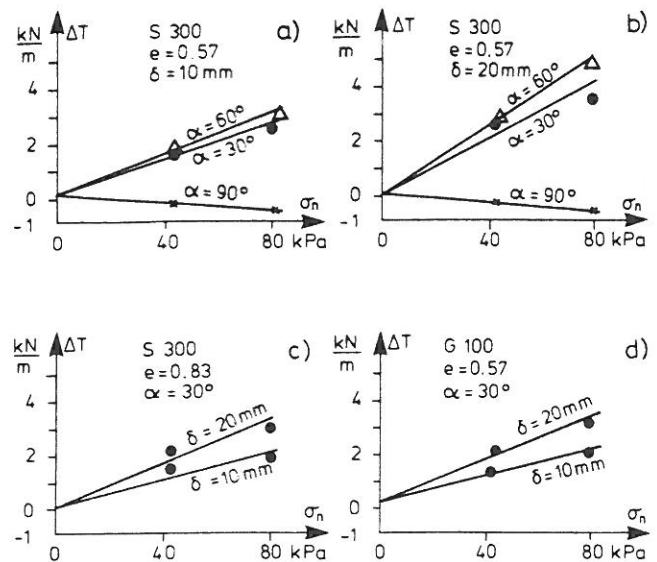 kN/m ΔT S 300 a)
e = 0.57
δ = 10 mm
4
α = 60°
2
α = 30°
α = 90°
0
σn
-1
0 40 80 kPa
kN/m ΔT S 300 b)
e = 0.57
δ = 20 mm
4
α = 60°
α = 30°
2
α = 90°
0
σn
-1
0 40 80 kPa
kN/m ΔT S 300 c)
e = 0.83
α = 30°
4
δ = 20 mm
2
δ = 10 mm
0
σn
-1
0 40 80 kPa
kN/m ΔT G 100 d)
e = 0.57
α = 30°
4
δ = 20 mm
2
δ = 10 mm
0
σn
-1
0 40 80 kPa